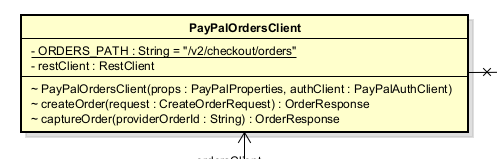 PayPalOrdersClient
- ORDERS_PATH : String = "/v2/checkout/orders"
- restClient : RestClient
~ PayPalOrdersClient(props : PayPalProperties, authClient : PayPalAuthClient)
~ createOrder(request : CreateOrderRequest) : OrderResponse
~ captureOrder(providerOrderId : String) : OrderResponse